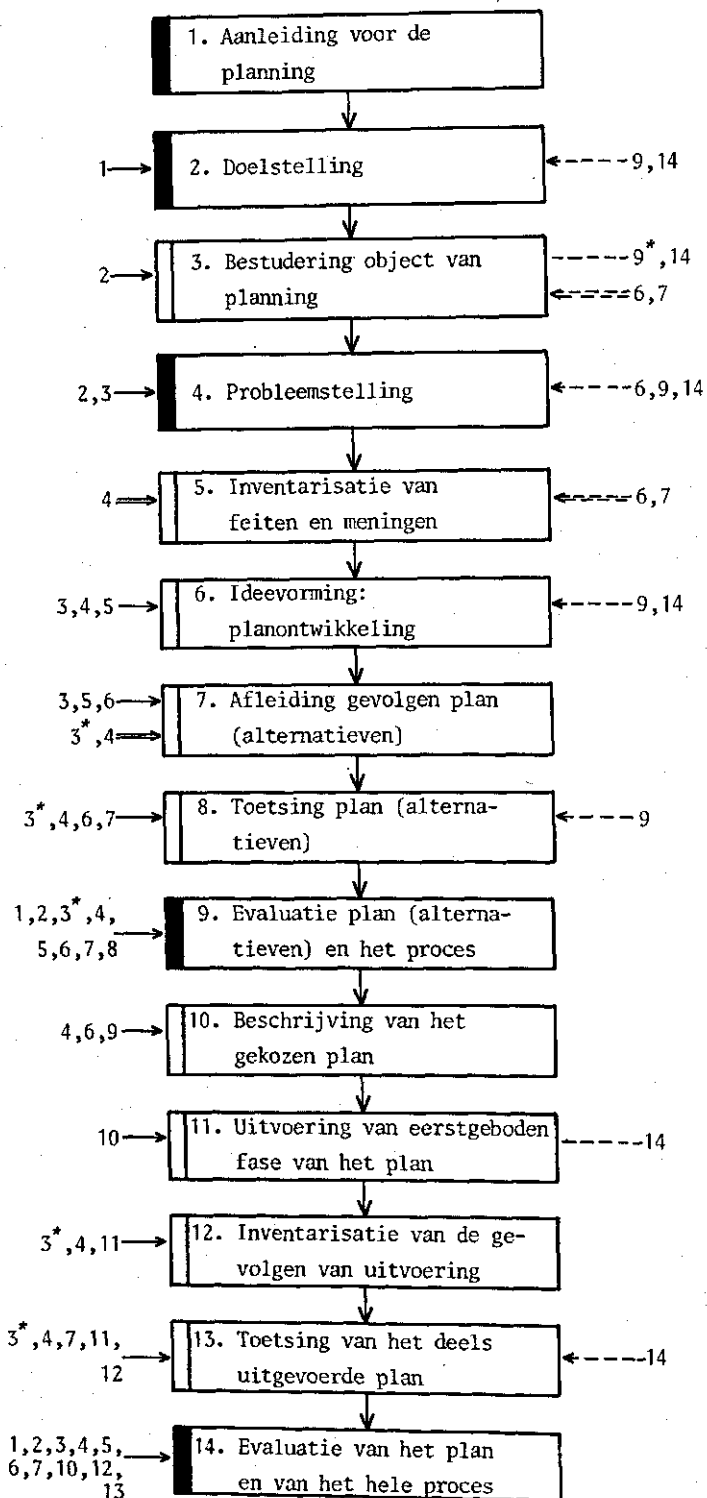 1. Aanleiding voor de
planning
1
2. Doelstelling
9,14
2
3. Bestudering object van
planning
9*,14
6,7
2,3
4. Probleemstelling
6,9,14
4
5. Inventarisatie van
feiten en meningen
6,7
3,4,5
6. Ideevorming:
planontwikkeling
9,14
3,5,6
3*,4
7. Afleiding gevolgen plan
(alternatieven)
3*,4,6,7
8. Toetsing plan (alterna-
tieven)
9
1,2,3*,4,
5,6,7,8
9. Evaluatie plan (alterna-
tieven) en het proces
4,6,9
10. Beschrijving van het
gekozen plan
10
11. Uitvoering van eerstgeboden
fase van het plan
14
3*,4,11
12. Inventarisatie van de ge-
volgen van uitvoering
3*,4,7,11,
12
13. Toetsing van het deels
uitgevoerde plan
14
1,2,3,4,5,
6,7,10,12,
13
14. Evaluatie van het plan
en van het hele proces